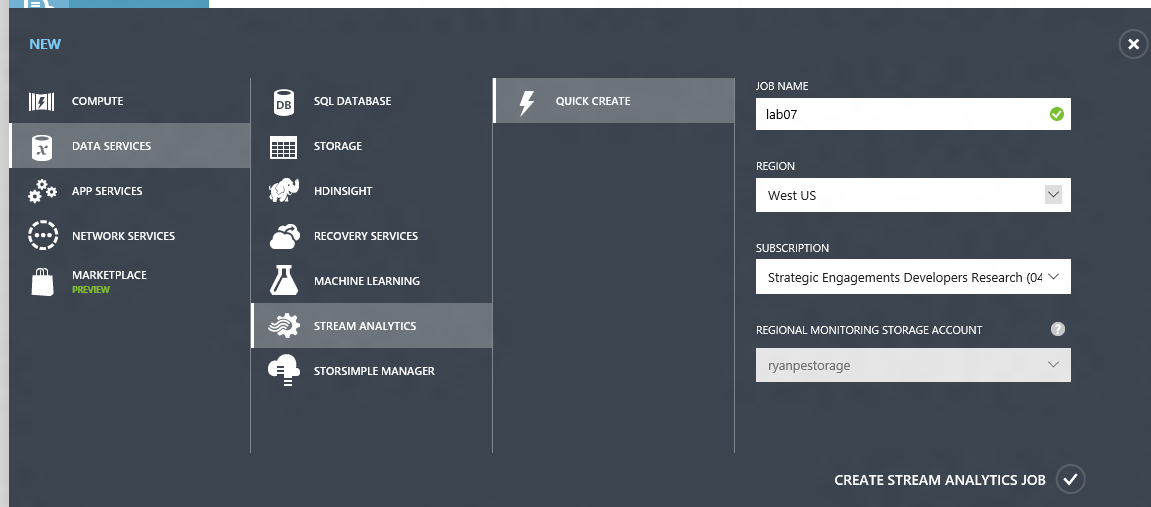 NEW
COMPUTE
DATA SERVICES
APP SERVICES
NETWORK SERVICES
MARKETPLACE
PREVIEW
DB
SQL DATABASE
STORAGE
HDINSIGHT
RECOVERY SERVICES
MACHINE LEARNING
STREAM ANALYTICS
STORSIMPLE MANAGER
QUICK CREATE
JOB NAME
lab07
REGION
West US
SUBSCRIPTION
Strategic Engagements Developers Research (04
REGIONAL MONITORING STORAGE ACCOUNT
?
ryanpestorage
CREATE STREAM ANALYTICS JOB